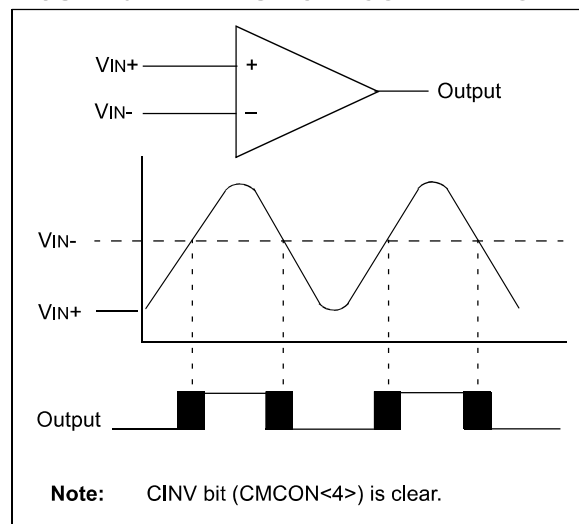 VIN+
+
Output
VIN-
–
VIN-
VIN+
Output
Note: CINV bit (CMCON<4>) is clear.